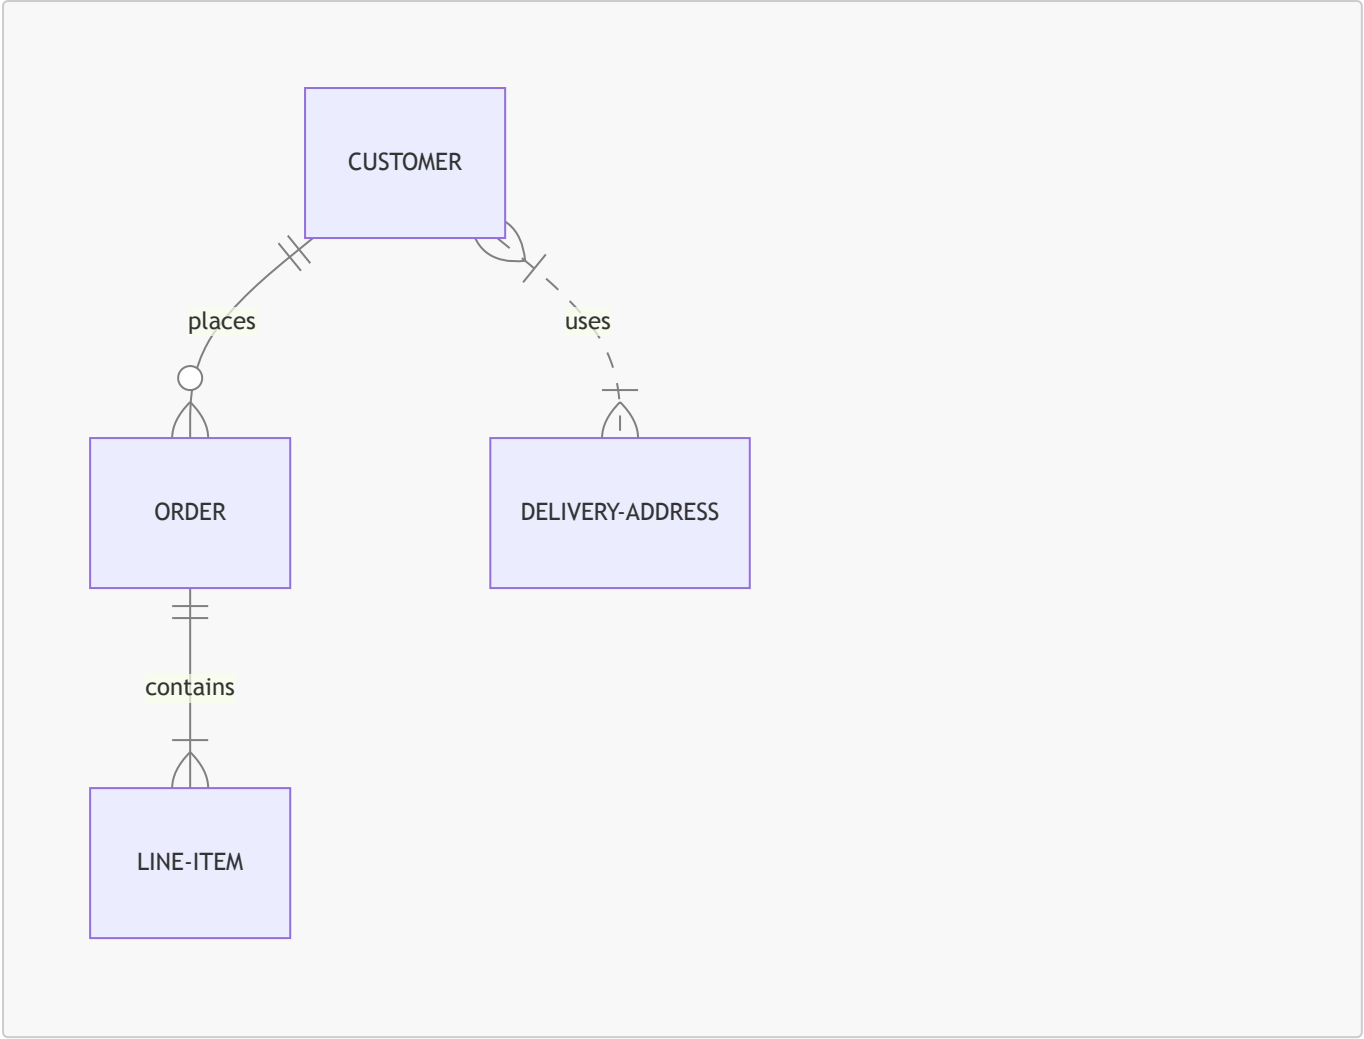 CUSTOMER
places
uses
ORDER
DELIVERY-ADDRESS
contains
LINE-ITEM